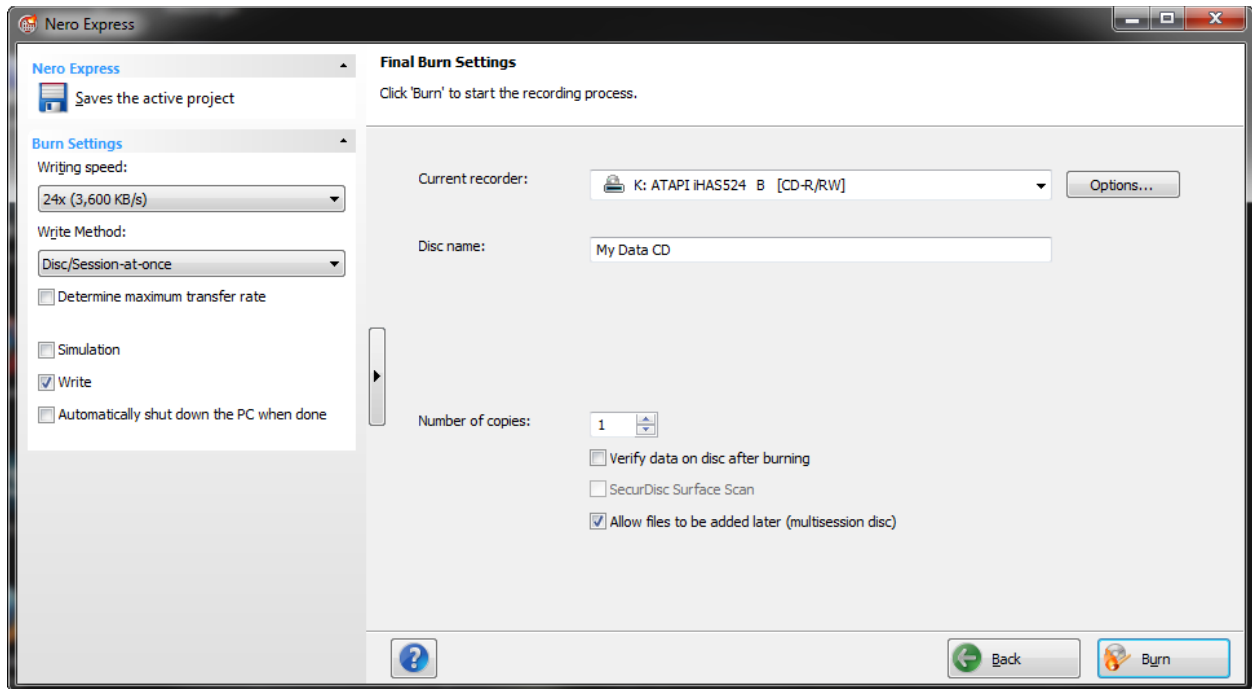 Nero Express
Nero Express
Saves the active project
Burn Settings
Writing speed:
24x (3,600 KB/s)
Write Method:
Disc/Session-at-once
Determine maximum transfer rate
Simulation
Write
Automatically shut down the PC when done
Final Burn Settings
Click 'Burn' to start the recording process.
Current recorder:
K: ATAPI iHAS524 B [CD-R/RW]
Options...
Disc name:
My Data CD
Number of copies:
1
Verify data on disc after burning
SecurDisc Surface Scan
Allow files to be added later (multisession disc)
Back
Burn